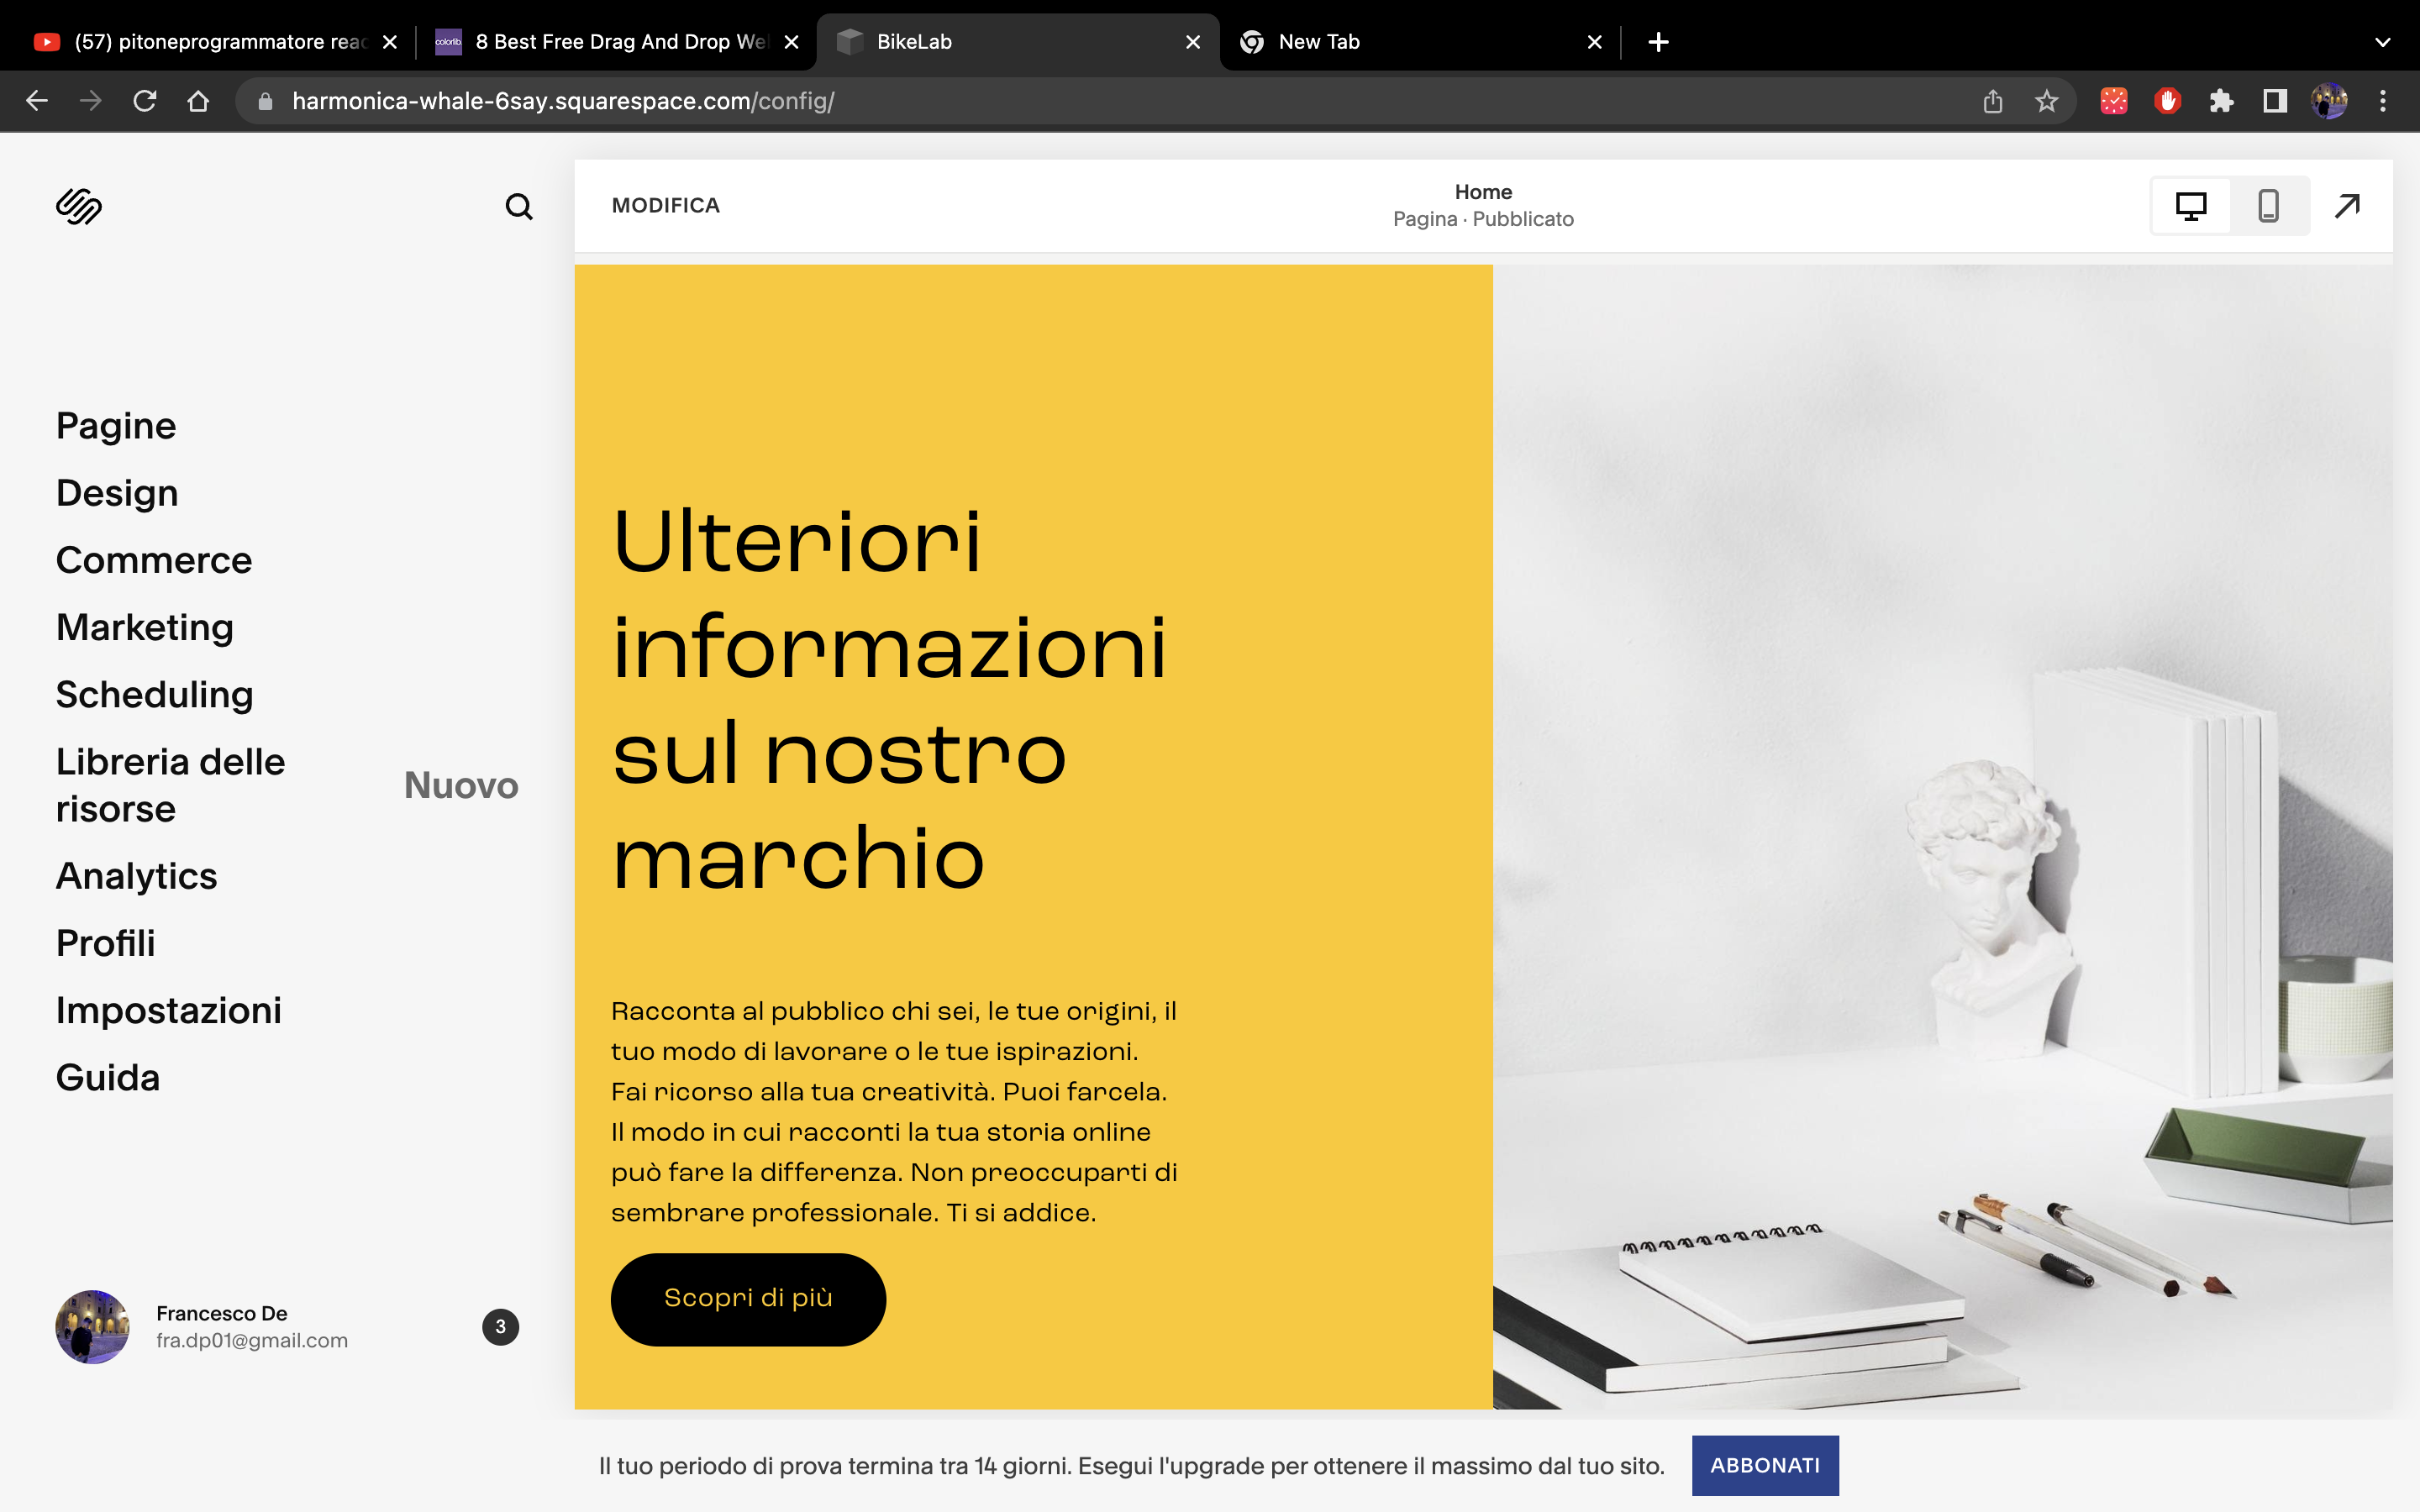 (57) pitoneprogrammatore reac
colorlib.
8 Best Free Drag And Drop We
BikeLab
New Tab
harmonica-whale-6say.squarespace.com/config/
MODIFICA
Home
Pagina · Pubblicato
Pagine
Design
Commerce
Marketing
Scheduling
Libreria delle
risorse
Nuovo
Analytics
Profili
Impostazioni
Guida
Francesco De
fra.dp01@gmail.com
3
Ulteriori
informazioni
sul nostro
marchio
Racconta al pubblico chi sei, le tue origini, il
tuo modo di lavorare o le tue ispirazioni.
Fai ricorso alla tua creatività. Puoi farcela.
Il modo in cui racconti la tua storia online
può fare la differenza. Non preoccuparti di
sembrare professionale. Ti si addice.
Scopri di più
Il tuo periodo di prova termina tra 14 giorni. Esegui l'upgrade per ottenere il massimo dal tuo sito.
ABBONATI